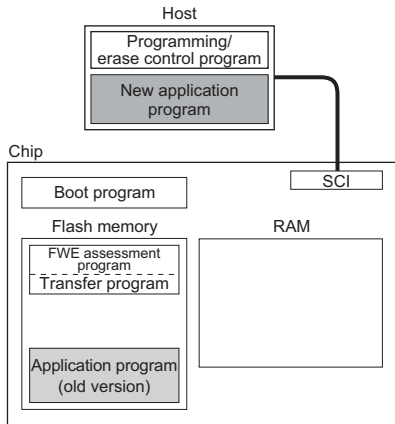 Host
Programming/
erase control program
New application
program
Chip
SCI
Boot program
Flash memory
RAM
FWE assessment
program
Transfer program
Application program
(old version)